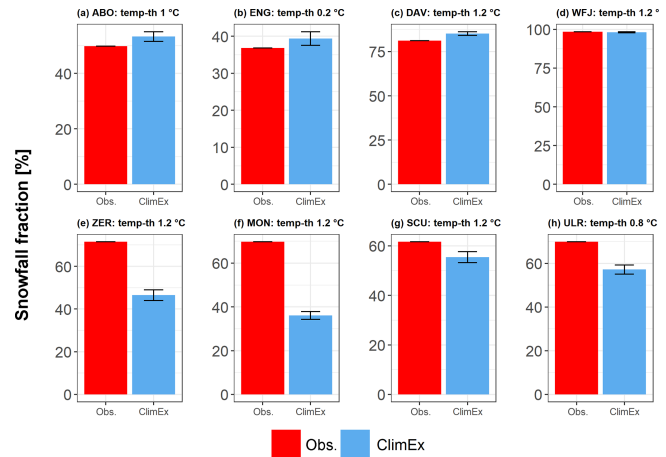 (a) ABO: temp-th 1 °C (b) ENG: temp-th 0.2 °C (c) DAV: temp-th 1.2 °C (d) WFJ: temp-th 1.2 °
40 20 0
40 30 20 10 0
75 50 25 0
100 75 50 25 0
Obs. ClimEx Obs. ClimEx Obs. ClimEx Obs. ClimEx
Snowfall fraction [%]
(e) ZER: temp-th 1.2 °C (f) MON: temp-th 1.2 °C (g) SCU: temp-th 1.2 °C (h) ULR: temp-th 0.8 °C
60 40 20 0
60 40 20 0
60 40 20 0
60 40 20 0
Obs. ClimEx Obs. ClimEx Obs. ClimEx Obs. ClimEx
Obs. ClimEx